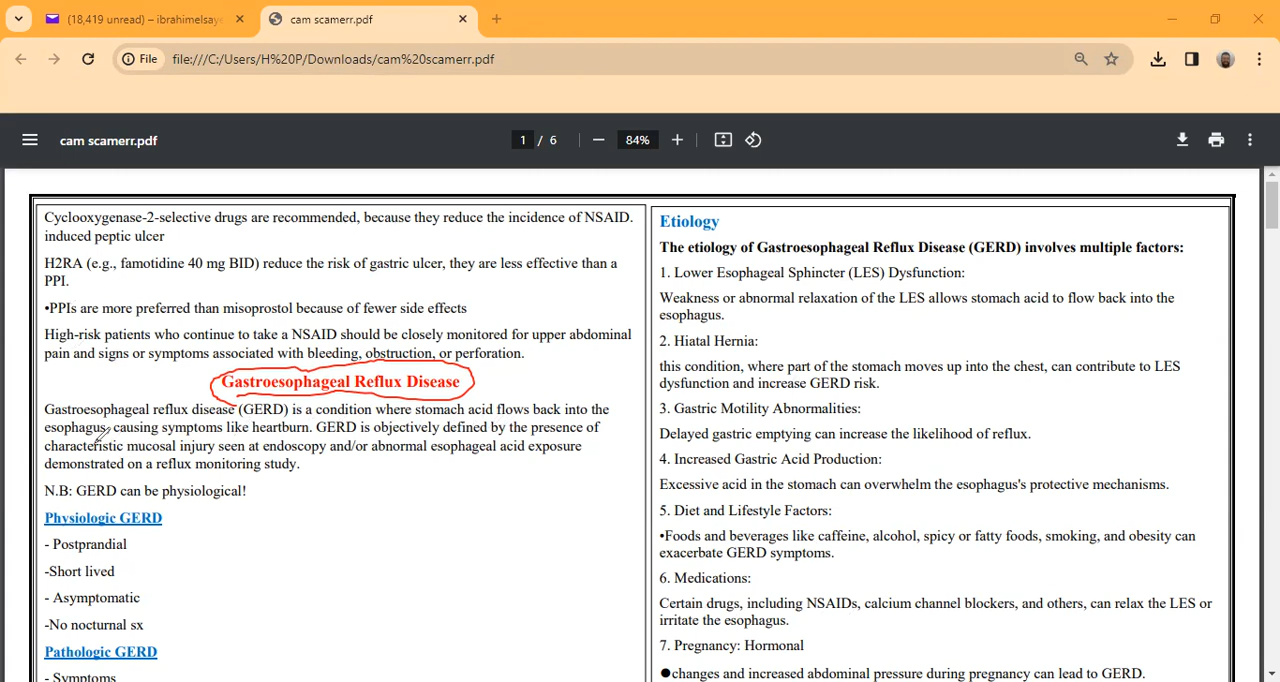 (18,419 unread) – ibrahimelsaye
cam scamerr.pdf
File
file:///C:/Users/H%20P/Downloads/cam%20scamerr.pdf
cam scamerr.pdf
1 / 6
84%
Cyclooxygenase-2-selective drugs are recommended, because they reduce the incidence of NSAID.
induced peptic ulcer
H2RA (e.g., famotidine 40 mg BID) reduce the risk of gastric ulcer, they are less effective than a
PPI.
•PPIs are more preferred than misoprostol because of fewer side effects
High-risk patients who continue to take a NSAID should be closely monitored for upper abdominal
pain and signs or symptoms associated with bleeding, obstruction, or perforation.
Gastroesophageal Reflux Disease
Gastroesophageal reflux disease (GERD) is a condition where stomach acid flows back into the
esophagus, causing symptoms like heartburn. GERD is objectively defined by the presence of
characteristic mucosal injury seen at endoscopy and/or abnormal esophageal acid exposure
demonstrated on a reflux monitoring study.
N.B: GERD can be physiological!
Physiologic GERD
- Postprandial
-Short lived
- Asymptomatic
-No nocturnal sx
Pathologic GERD
- Symptoms
Etiology
The etiology of Gastroesophageal Reflux Disease (GERD) involves multiple factors:
1. Lower Esophageal Sphincter (LES) Dysfunction:
Weakness or abnormal relaxation of the LES allows stomach acid to flow back into the
esophagus.
2. Hiatal Hernia:
this condition, where part of the stomach moves up into the chest, can contribute to LES
dysfunction and increase GERD risk.
3. Gastric Motility Abnormalities:
Delayed gastric emptying can increase the likelihood of reflux.
4. Increased Gastric Acid Production:
Excessive acid in the stomach can overwhelm the esophagus's protective mechanisms.
5. Diet and Lifestyle Factors:
•Foods and beverages like caffeine, alcohol, spicy or fatty foods, smoking, and obesity can
exacerbate GERD symptoms.
6. Medications:
Certain drugs, including NSAIDs, calcium channel blockers, and others, can relax the LES or
irritate the esophagus.
7. Pregnancy: Hormonal
●changes and increased abdominal pressure during pregnancy can lead to GERD.